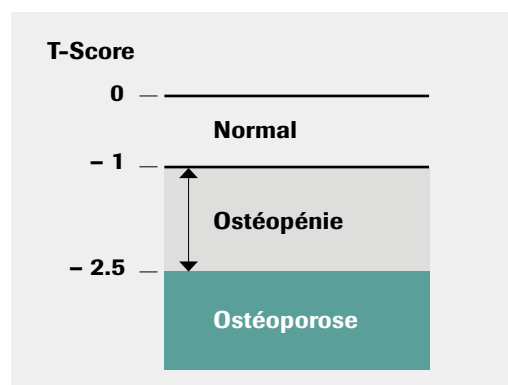 T-Score
0
Normal
– 1
Ostéopénie
– 2.5
Ostéoporose